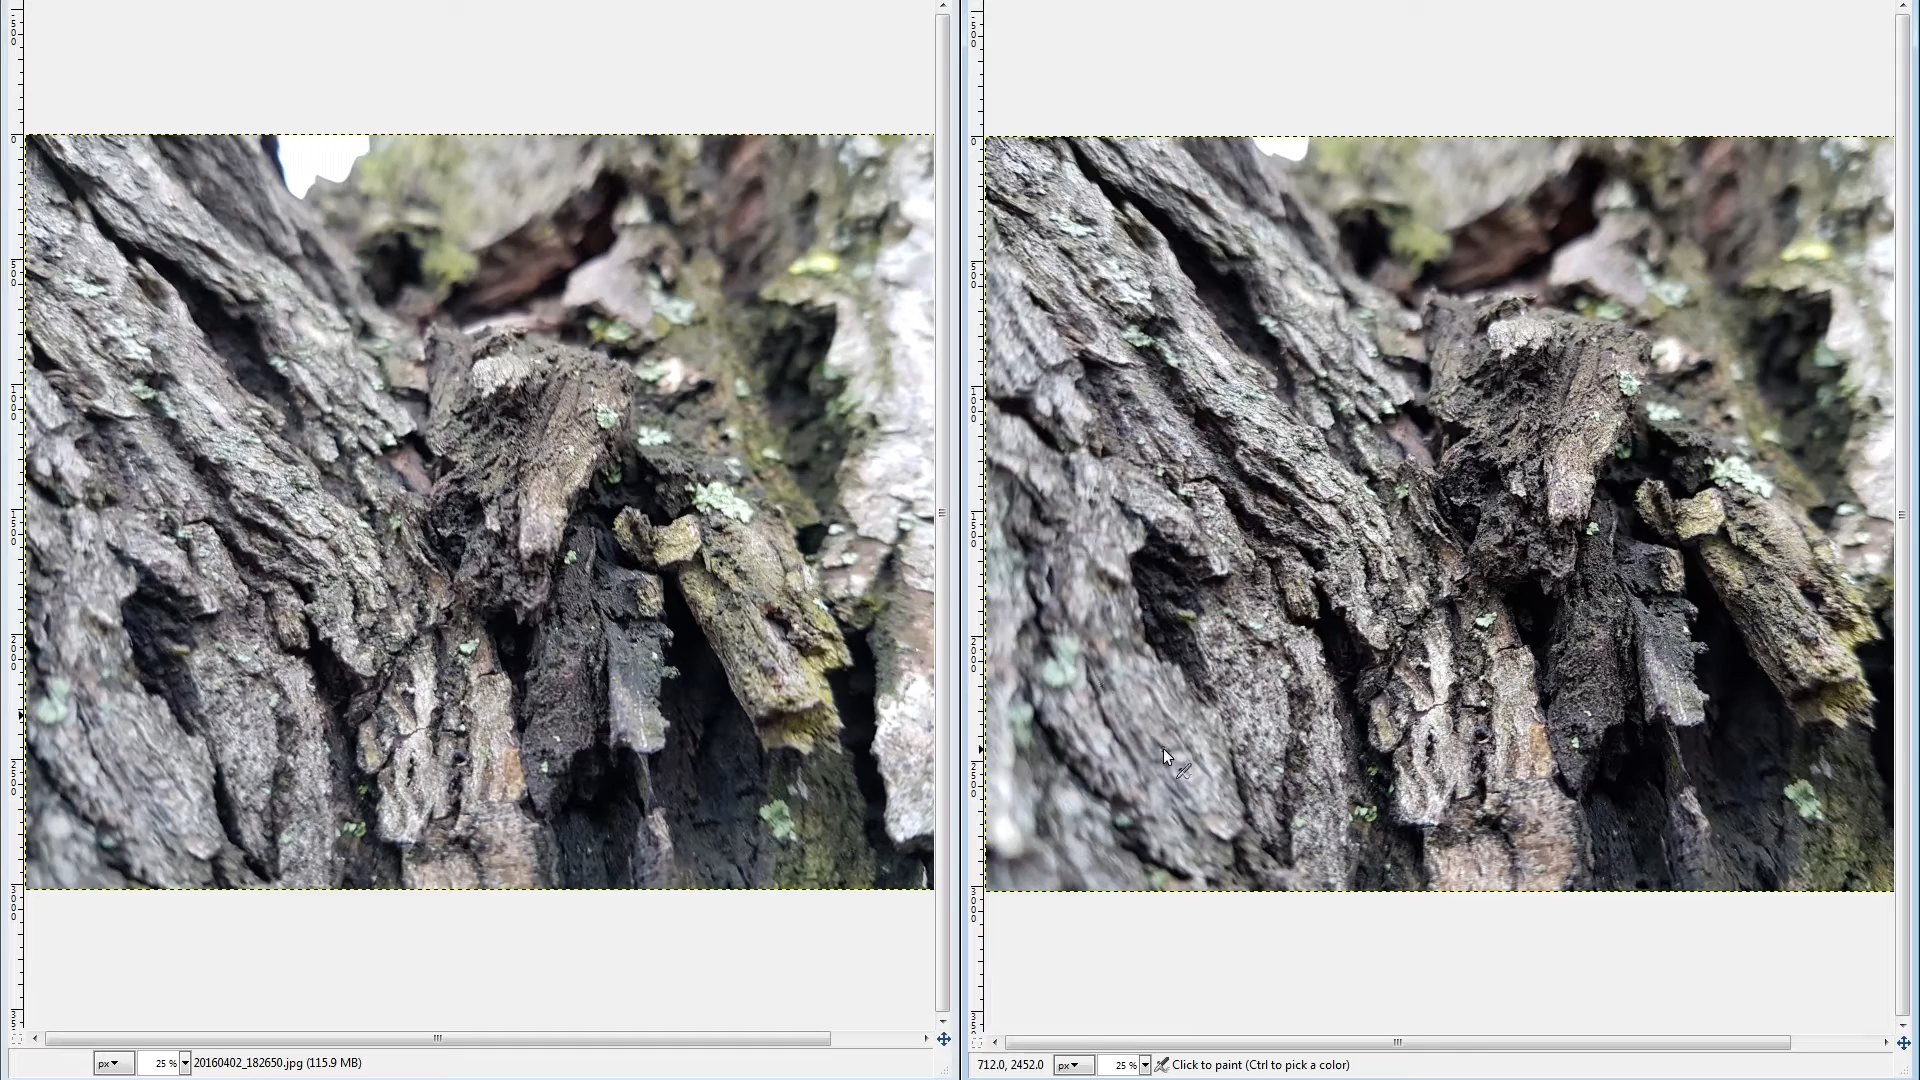 px 25 % 20160402_182650.jpg (115.9 MB)
712.0, 2452.0 px 25 % Click to paint (Ctrl to pick a color)